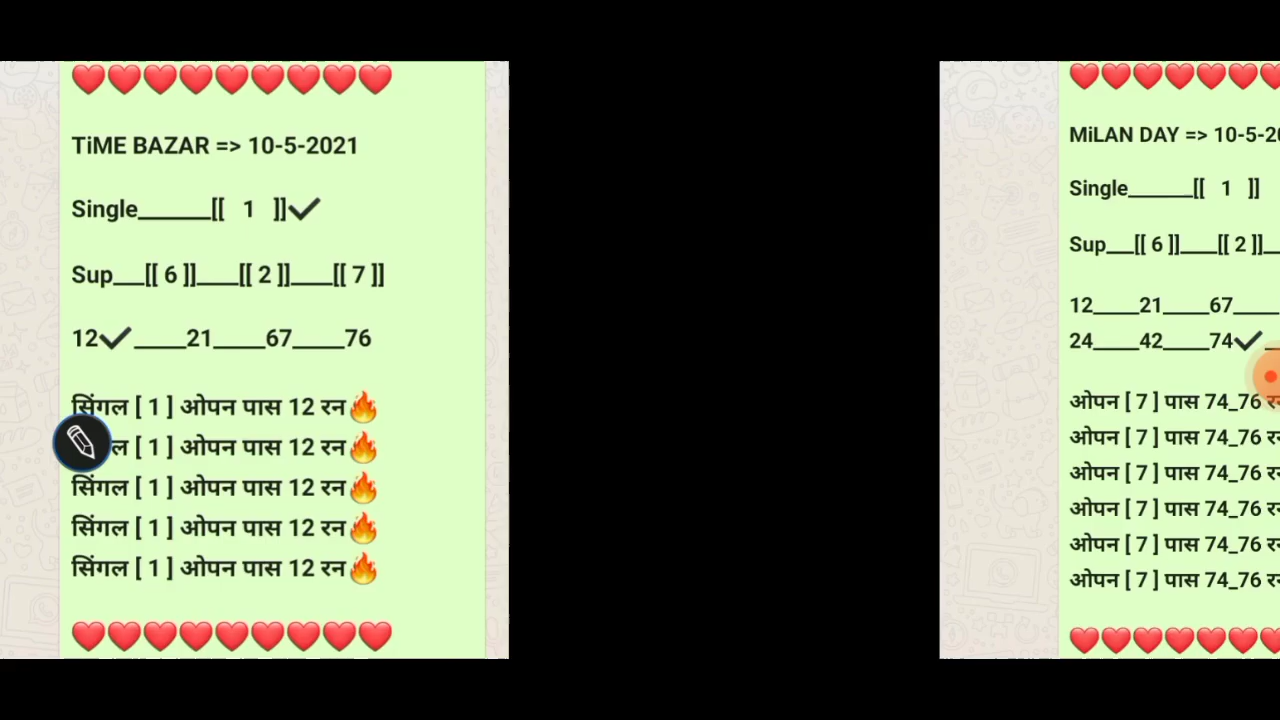 ❤️❤️❤️❤️❤️❤️❤️❤️❤️
TiME BAZAR => 10-5-2021
Single______[[ 1 ]]✔️
Sup___[[ 6 ]]____[[ 2 ]]____[[ 7 ]]
12✔️_____21_____67_____76
सिंगल [ 1 ] ओपन पास 12 रन🔥
ल [ 1 ] ओपन पास 12 रन🔥
सिंगल [ 1 ] ओपन पास 12 रन🔥
सिंगल [ 1 ] ओपन पास 12 रन🔥
सिंगल [ 1 ] ओपन पास 12 रन🔥
❤️❤️❤️❤️❤️❤️❤️❤️❤️
❤️❤️❤️❤️❤️❤️❤️
MiLAN DAY => 10-5-20
Single______[[ 1 ]]
Sup___[[ 6 ]]____[[ 2 ]]__
12_____21_____67_____
24_____42_____74✔️_
ओपन [ 7 ] पास 74_76
ओपन [ 7 ] पास 74_76
ओपन [ 7 ] पास 74_76
ओपन [ 7 ] पास 74_76
ओपन [ 7 ] पास 74_76
ओपन [ 7 ] पास 74_76
❤️❤️❤️❤️❤️❤️❤️